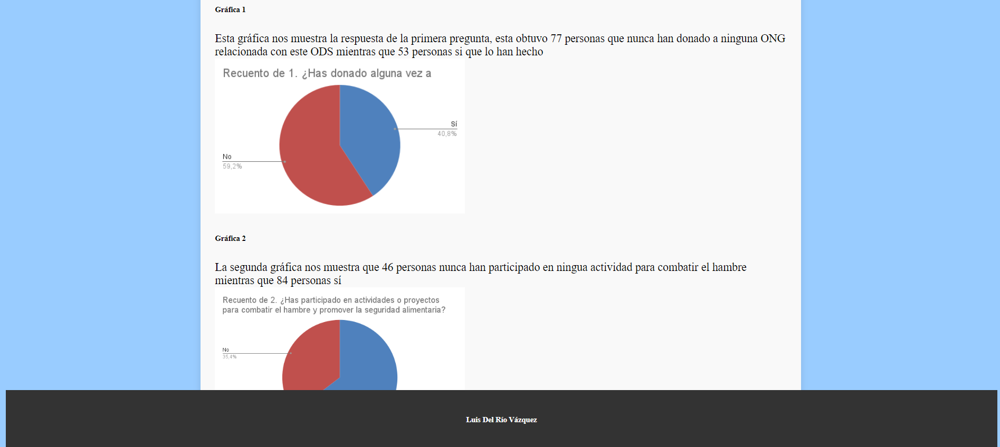 Gráfica 1
Esta gráfica nos muestra la respuesta de la primera pregunta, esta obtuvo 77 personas que nunca han donado a ninguna ONG
relacionada con este ODS mientras que 53 personas si que lo han hecho
Recuento de 1. ¿Has donado alguna vez a
Sí
40,8%
No
59,2%
Gráfica 2
La segunda gráfica nos muestra que 46 personas nunca han participado en ningua actividad para combatir el hambre
mientras que 84 personas sí
Recuento de 2. ¿Has participado en actividades o proyectos
para combatir el hambre y promover la seguridad alimentaria?
No
35,4%
Luis Del Río Vázquez